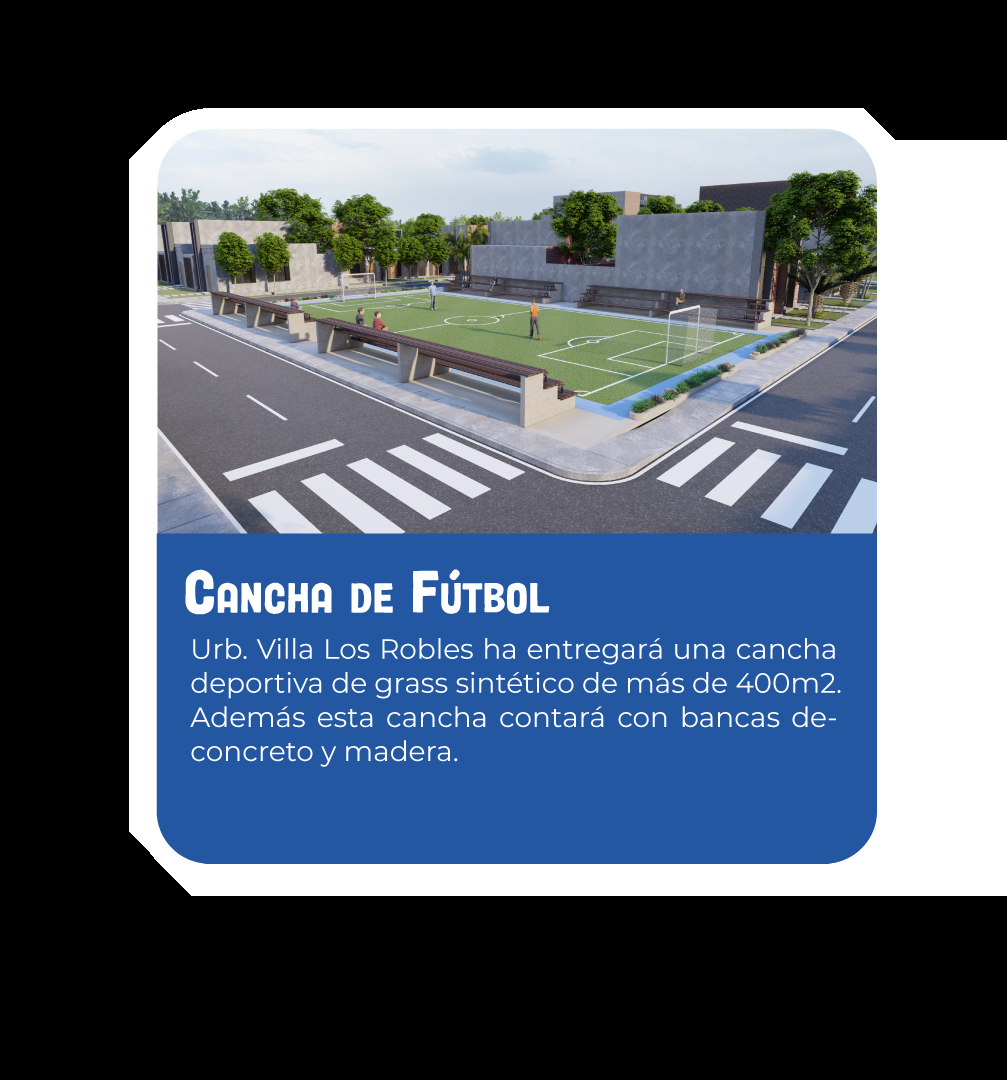 Cancha de Fútbol
Urb. Villa Los Robles ha entregará una cancha
deportiva de grass sintético de más de 400m2.
Además esta cancha contará con bancas de-
concreto y madera.